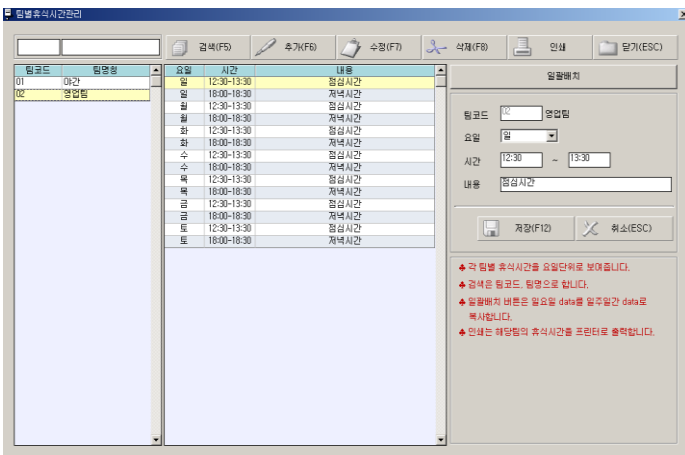 팀별휴식시간관리
검색(F5) 추가(F6) 수정(F7) 삭제(F8) 인쇄 닫기(ESC)
팀코드 팀명칭
01 야간
02 영업팀
요일 시간 내용
일 12:30-13:30 점심시간
일 18:00-18:30 저녁시간
월 12:30-13:30 점심시간
월 18:00-18:30 저녁시간
화 12:30-13:30 점심시간
화 18:00-18:30 저녁시간
수 12:30-13:30 점심시간
수 18:00-18:30 저녁시간
목 12:30-13:30 점심시간
목 18:00-18:30 저녁시간
금 12:30-13:30 점심시간
금 18:00-18:30 저녁시간
토 12:30-13:30 점심시간
토 18:00-18:30 저녁시간
일괄배치
팀코드 02 영업팀
요일 일
시간 12:30 ~ 13:30
내용 점심시간
저장(F12) 취소(ESC)
♣ 각 팀별 휴식시간을 요일단위로 보여줍니다.
♣ 검색은 팀코드, 팀명으로 합니다.
♣ 일괄배치 버튼은 일요일 data를 일주일간 data로
복사합니다.
♣ 인쇄는 해당팀의 휴식시간을 프린터로 출력합니다.